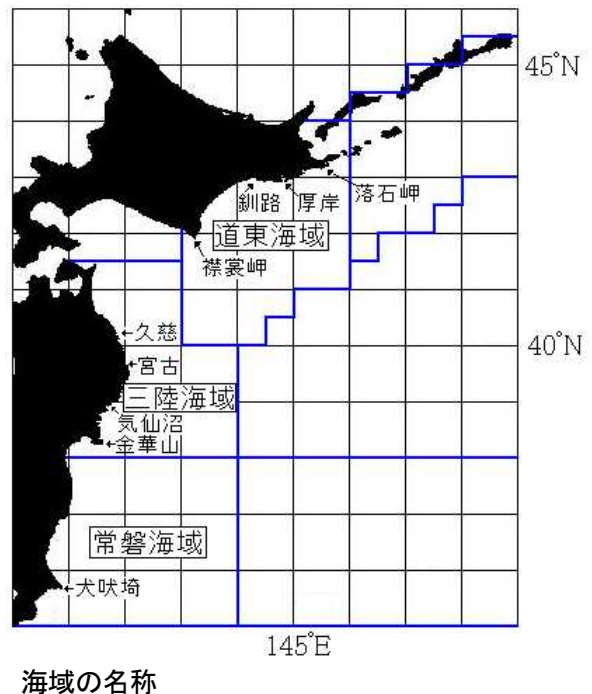 45°N
落石岬
釧路
厚岸
道東海域
襟裳岬
久慈
40°N
宮古
三陸海域
気仙沼
金華山
常磐海域
犬吠埼
145°E
海域の名称